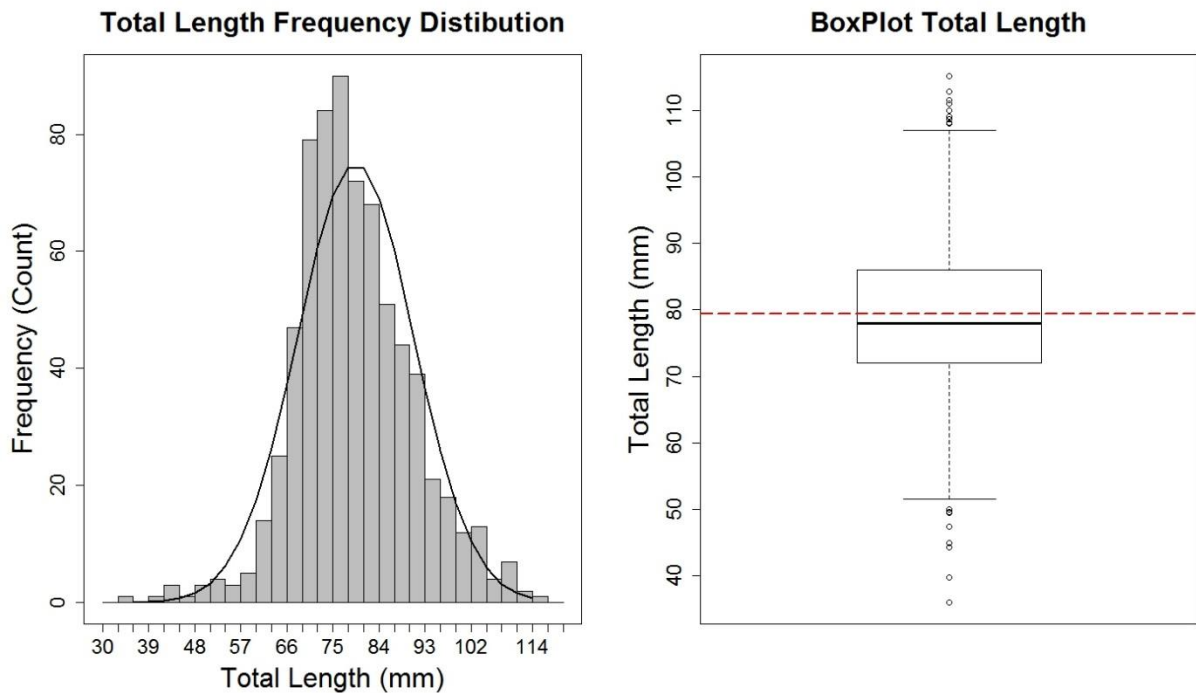 Total Length Frequency Distibution
80
60
40
20
0
Frequency (Count)
30 39 48 57 66 75 84 93 102 114
Total Length (mm)
BoxPlot Total Length
110
100
90
80
70
60
50
40
Total Length (mm)